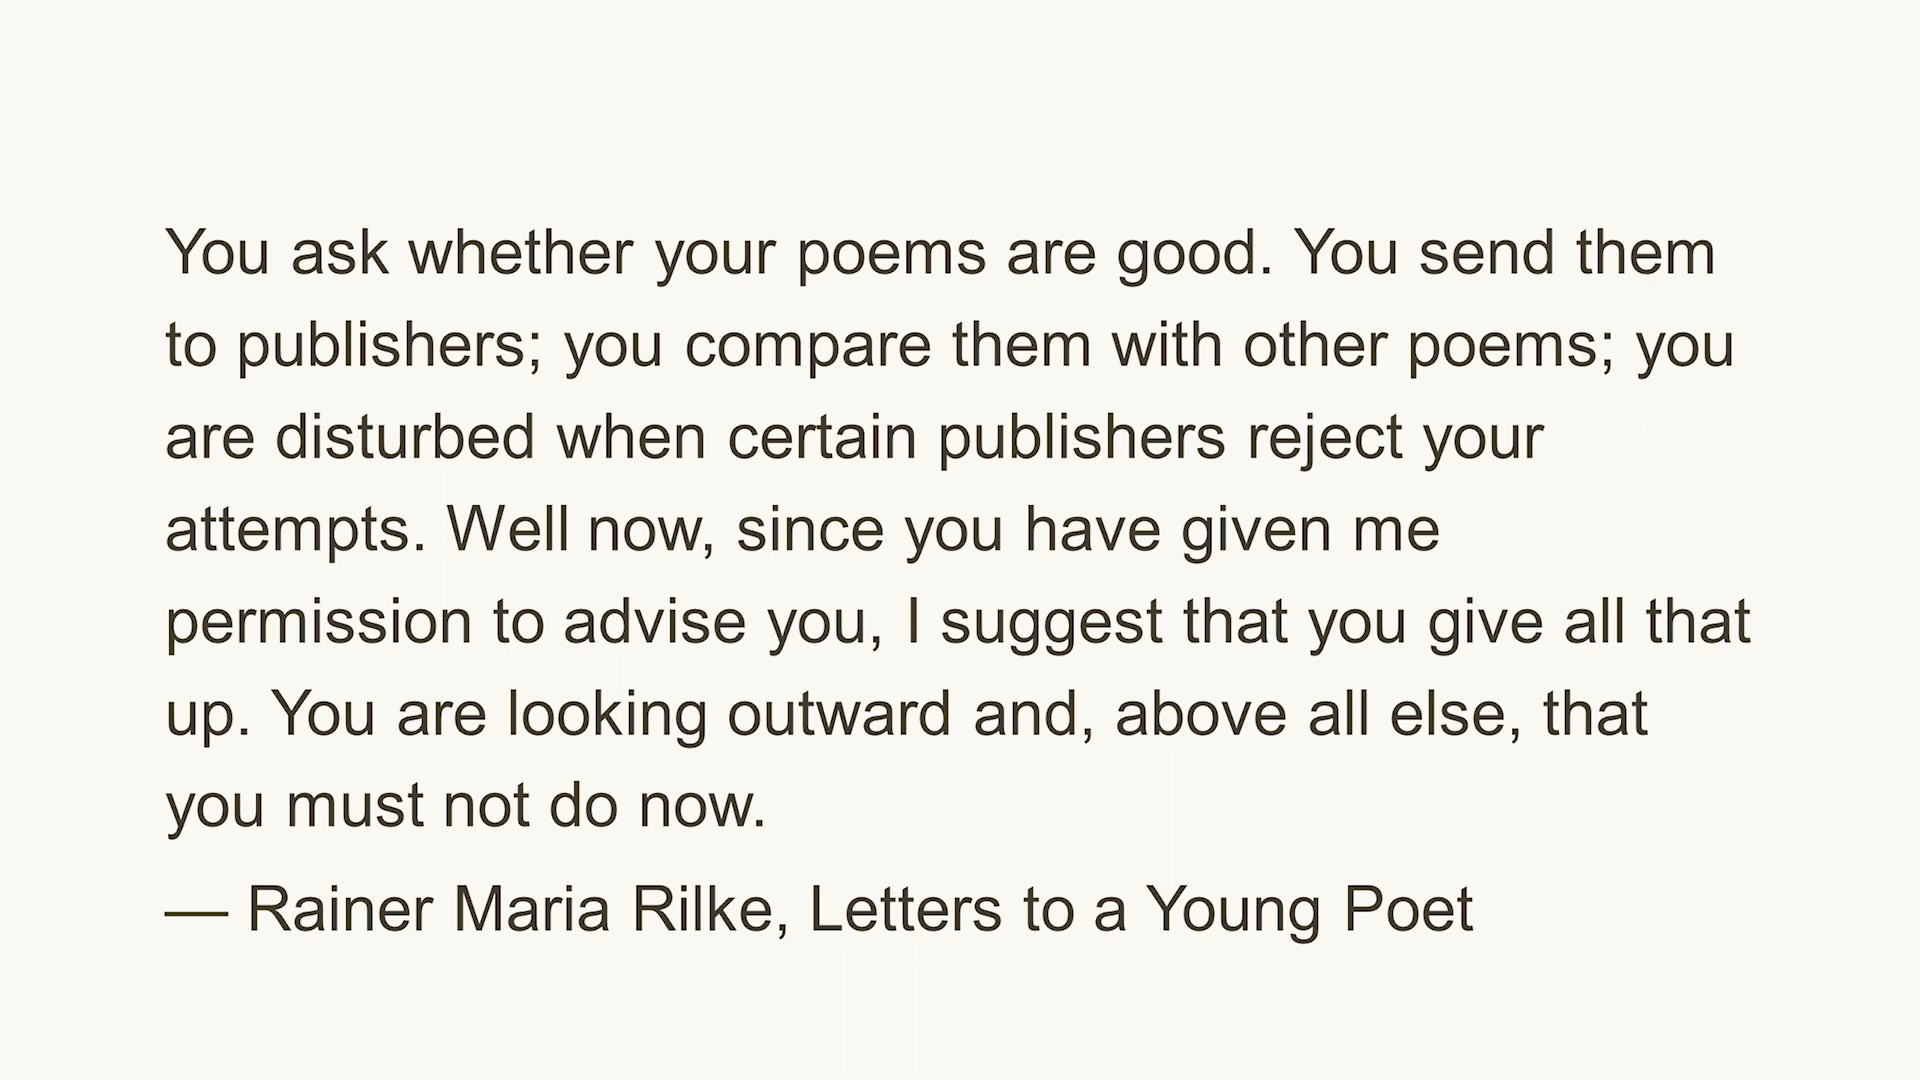 You ask whether your poems are good. You send them
to publishers; you compare them with other poems; you
are disturbed when certain publishers reject your
attempts. Well now, since you have given me
permission to advise you, I suggest that you give all that
up. You are looking outward and, above all else, that
you must not do now.
— Rainer Maria Rilke, Letters to a Young Poet